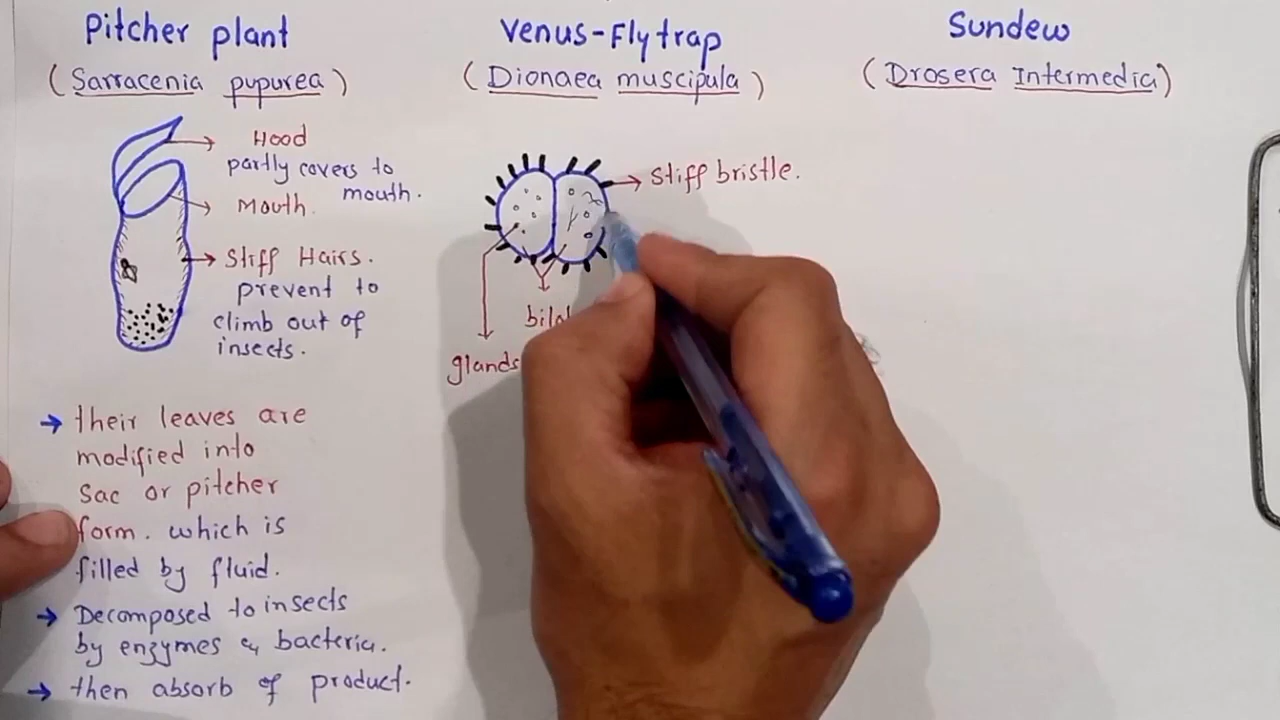 Pitcher plant
(Sarracenia pupurea)
Hood
partly covers to
mouth.
Mouth.
Stiff Hairs.
prevent to
climb out of
insects.
→ their leaves are
modified into
sac or pitcher
form. which is
filled by fluid.
→ Decomposed to insects
by enzymes & bacteria.
→ then absorb of product.
Venus-Fly trap
(Dionaea muscipula)
Stiff bristle.
glands
Sundew
(Drosera Intermedia)